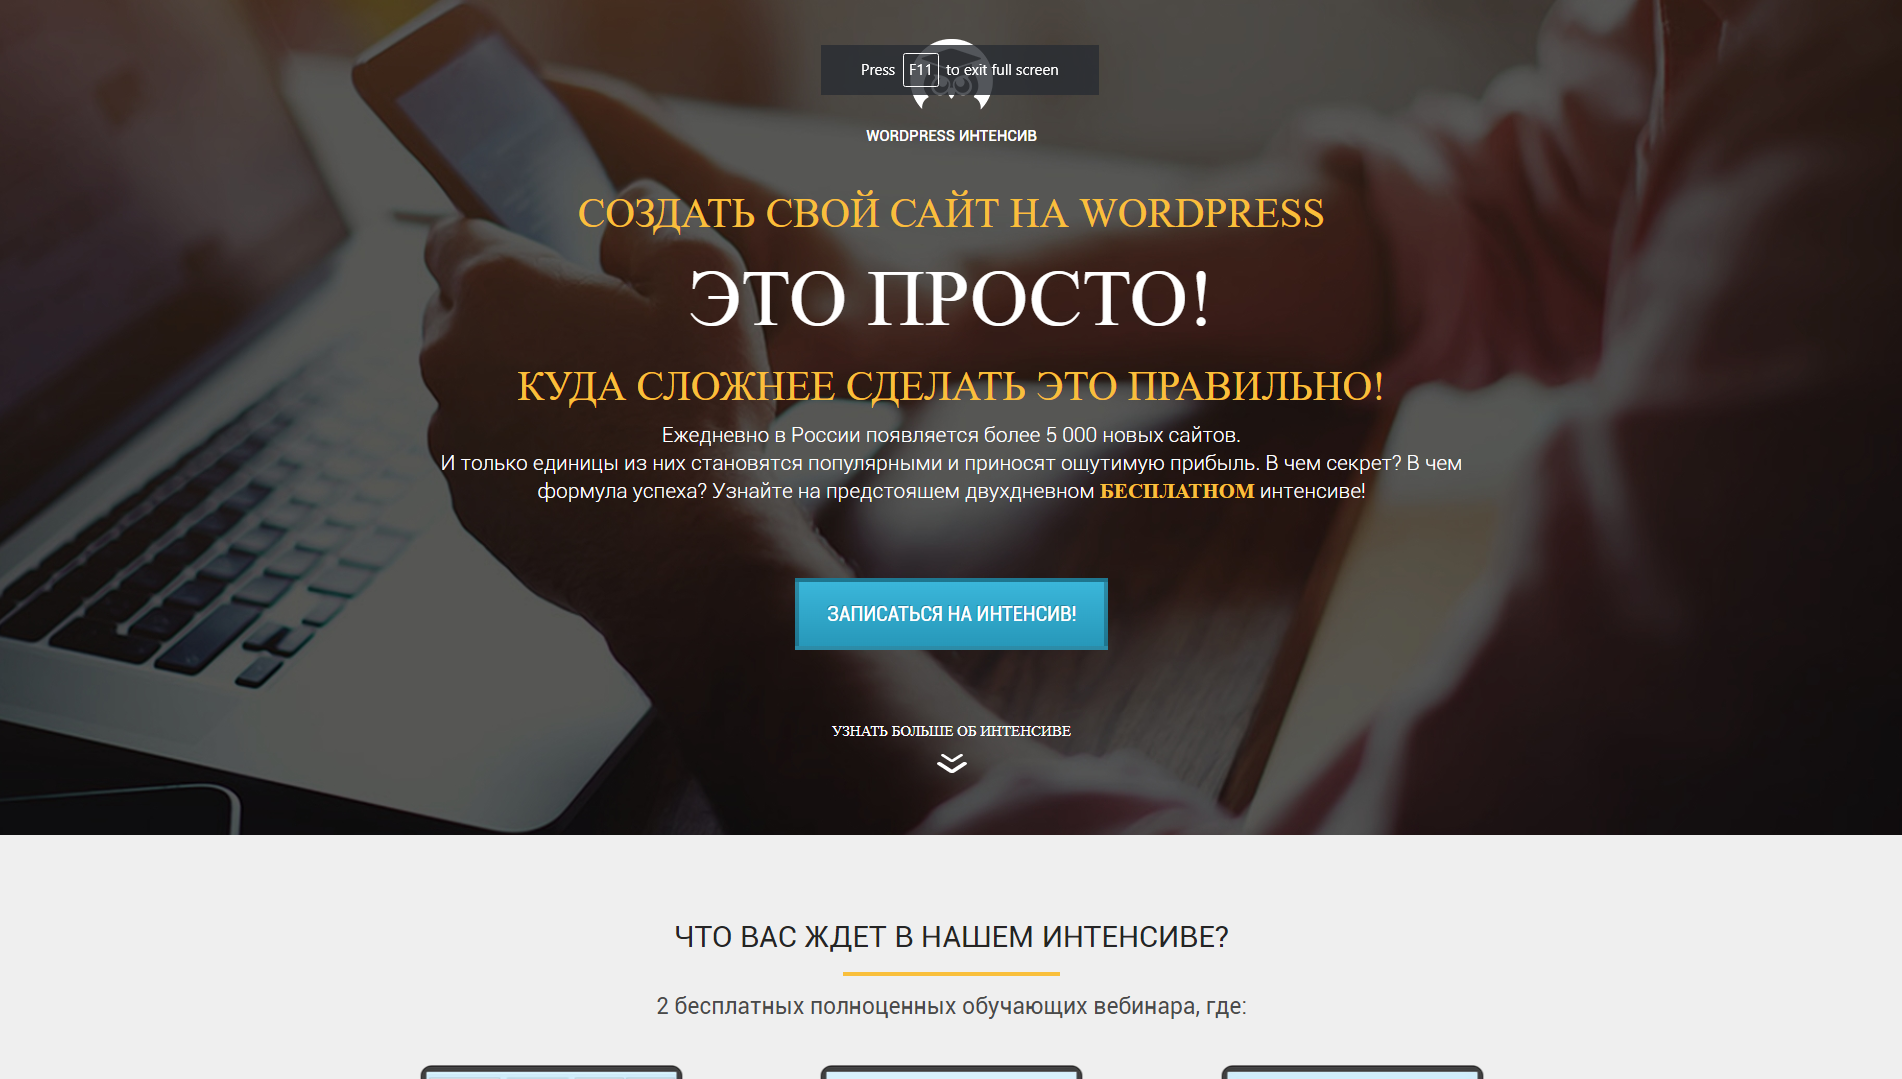 Press F11 to exit full screen
WORDPRESS ИНТЕНСИВ
СОЗДАТЬ СВОЙ САЙТ НА WORDPRESS
ЭТО ПРОСТО!
КУДА СЛОЖНЕЕ СДЕЛАТЬ ЭТО ПРАВИЛЬНО!
Ежедневно в России появляется более 5 000 новых сайтов.
И только единицы из них становятся популярными и приносят ошутимую прибыль. В чем секрет? В чем
формула успеха? Узнайте на предстоящем двухдневном БЕСПЛАТНОМ интенсиве!
ЗАПИСАТЬСЯ НА ИНТЕНСИВ!
УЗНАТЬ БОЛЬШЕ ОБ ИНТЕНСИВЕ
ЧТО ВАС ЖДЕТ В НАШЕМ ИНТЕНСИВЕ?
2 бесплатных полноценных обучающих вебинара, где: